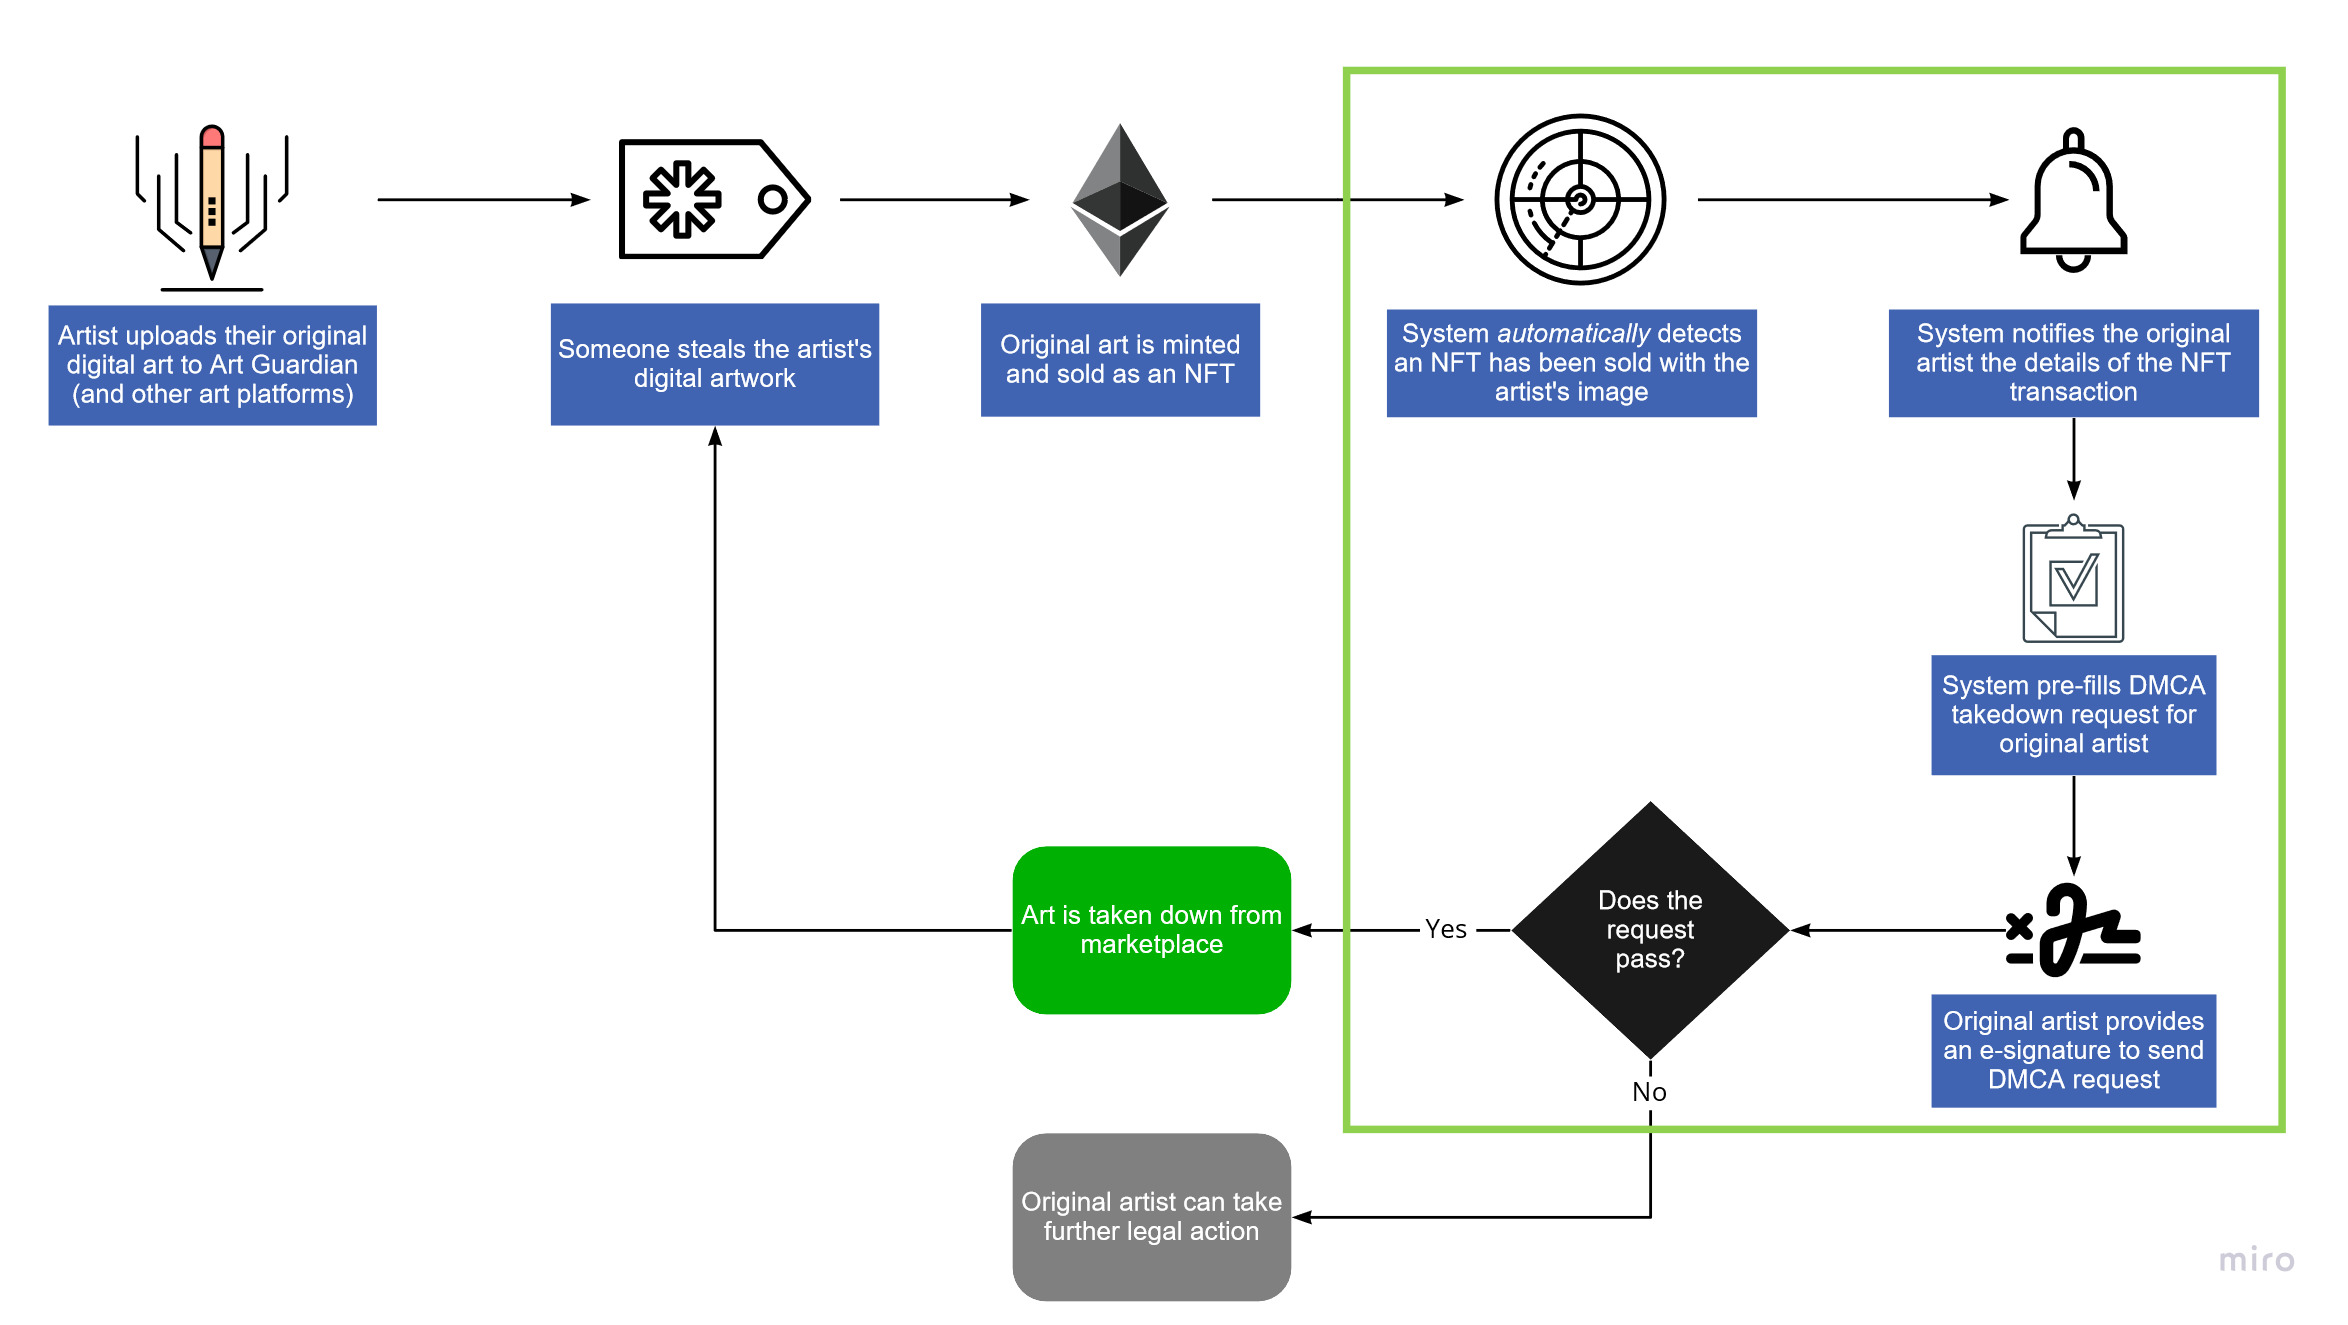 Artist uploads their original
digital art to Art Guardian
(and other art platforms)
Someone steals the artist's
digital artwork
Original art is minted
and sold as an NFT
System automatically detects
an NFT has been sold with the
artist's image
System notifies the original
artist the details of the NFT
transaction
System pre-fills DMCA
takedown request for
original artist
Original artist provides
an e-signature to send
DMCA request
Does the
request
pass?
Yes
Art is taken down from
marketplace
No
Original artist can take
further legal action
miro